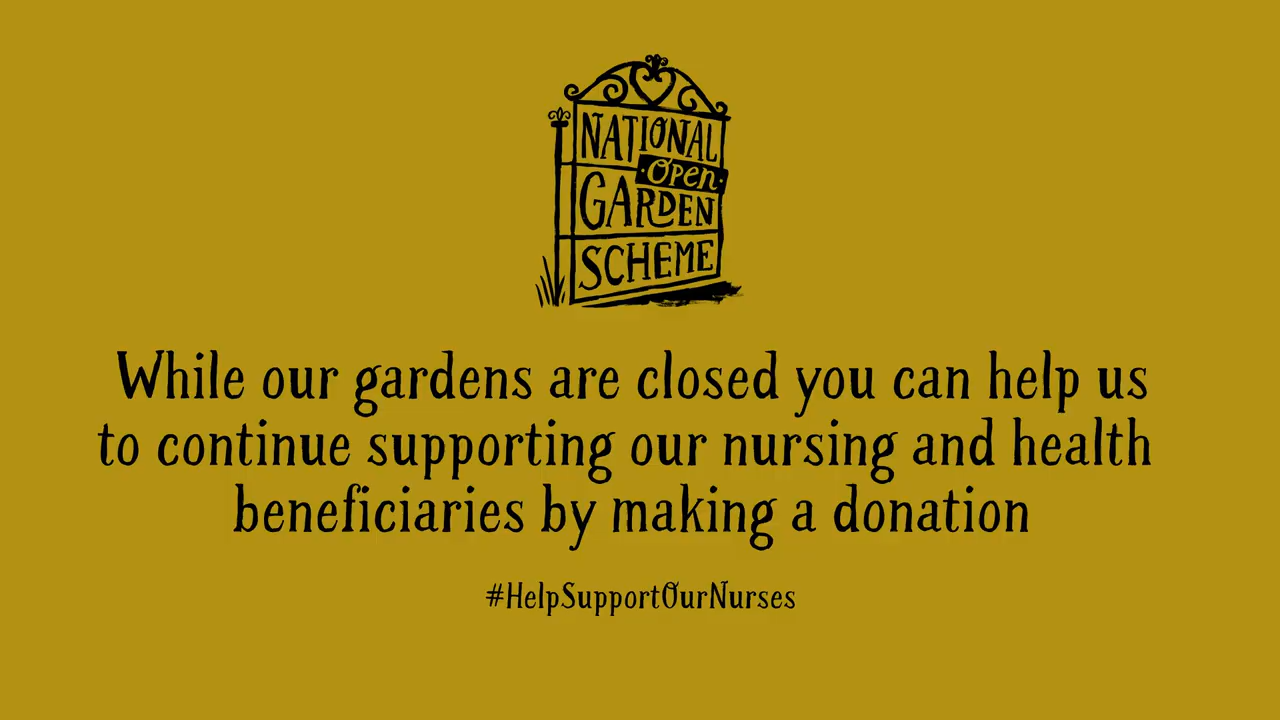 NATIONAL
·Open·
GARDEN
SCHEME
While our gardens are closed you can help us
to continue supporting our nursing and health
beneficiaries by making a donation
#HelpSupportOurNurses